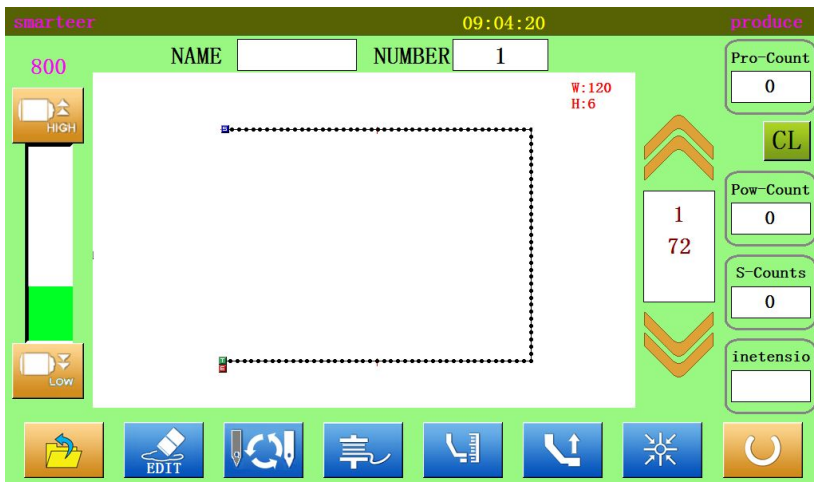 smarteer 09:04:20 produce
800
NAME NUMBER 1
W:120
H:6
HIGH
LOW
1
72
Pro-Count
0
CL
Pow-Count
0
S-Counts
0
inetensio
EDIT